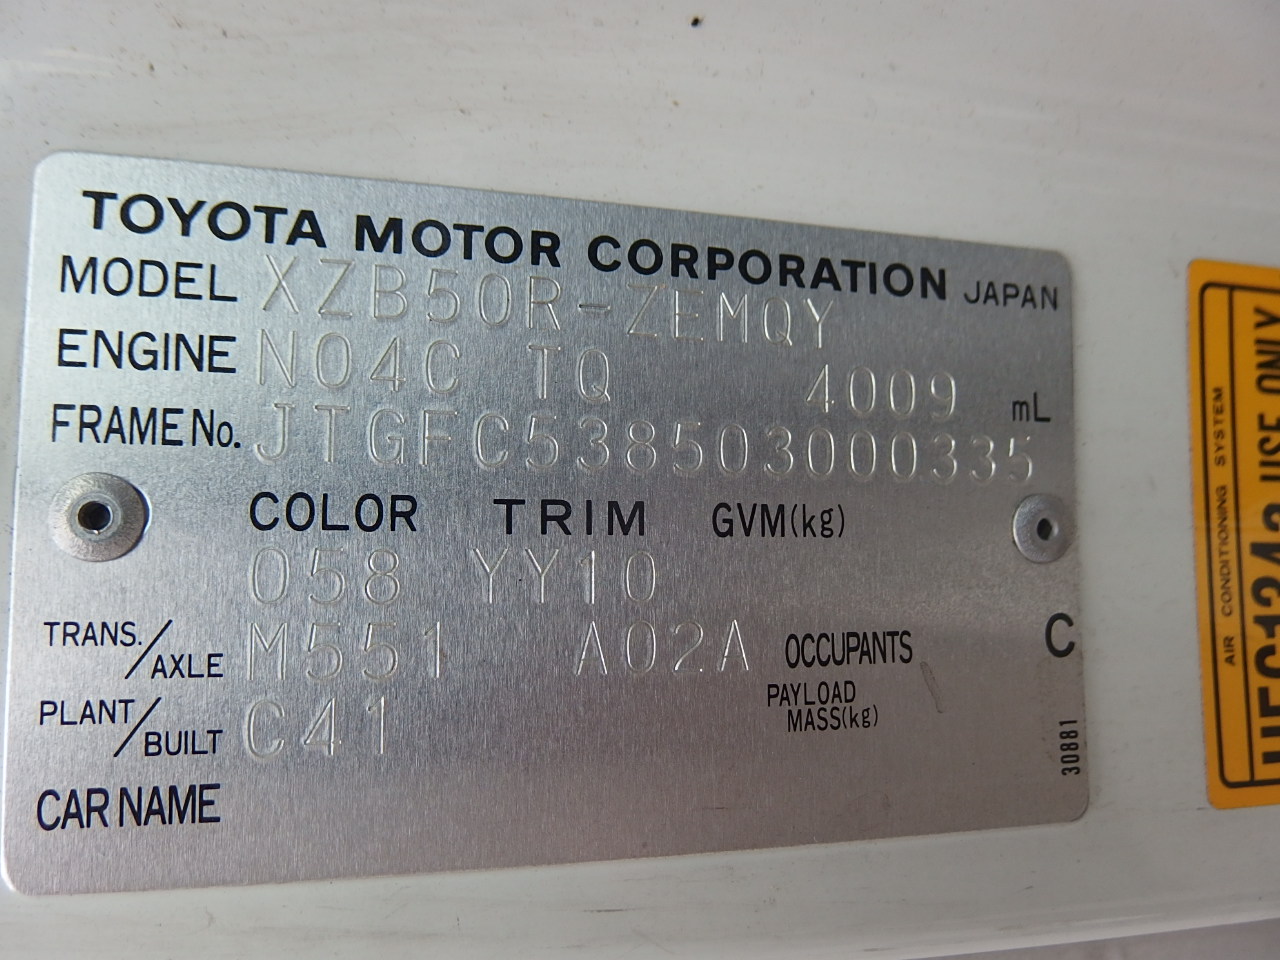 TOYOTA MOTOR CORPORATION JAPAN
MODEL XZB50R-ZEMQY
ENGINE N04C TQ 4009 mL
FRAME No. JTGFC538503000335
COLOR TRIM GVM(kg)
058 YY10
TRANS./AXLE M551 A02A OCCUPANTS C
PAYLOAD
MASS(kg)
PLANT/BUILT C41
30881
CAR NAME
AIR CONDITIONING SYSTEM
USE ONLY